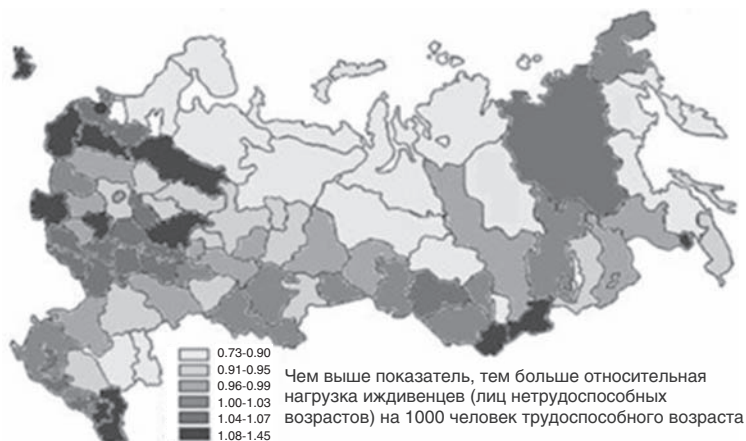 0.73-0.90
0.91-0.95
0.96-0.99
1.00-1.03
1.04-1.07
1.08-1.45
Чем выше показатель, тем больше относительная
нагрузка иждивенцев (лиц нетрудоспособных
возрастов) на 1000 человек трудоспособного возраста